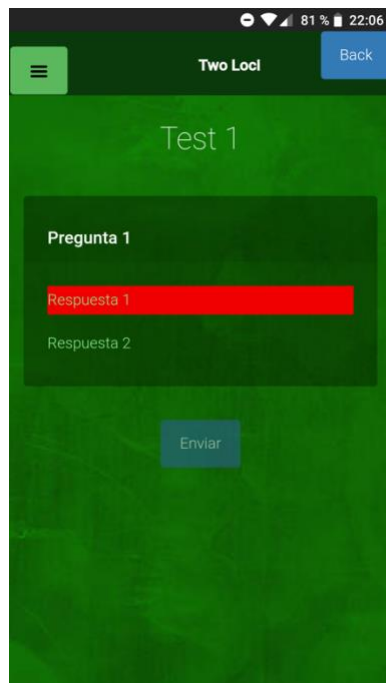 81 % 22:06
Two Loci
Back
Test 1
Pregunta 1
Respuesta 1
Respuesta 2
Enviar